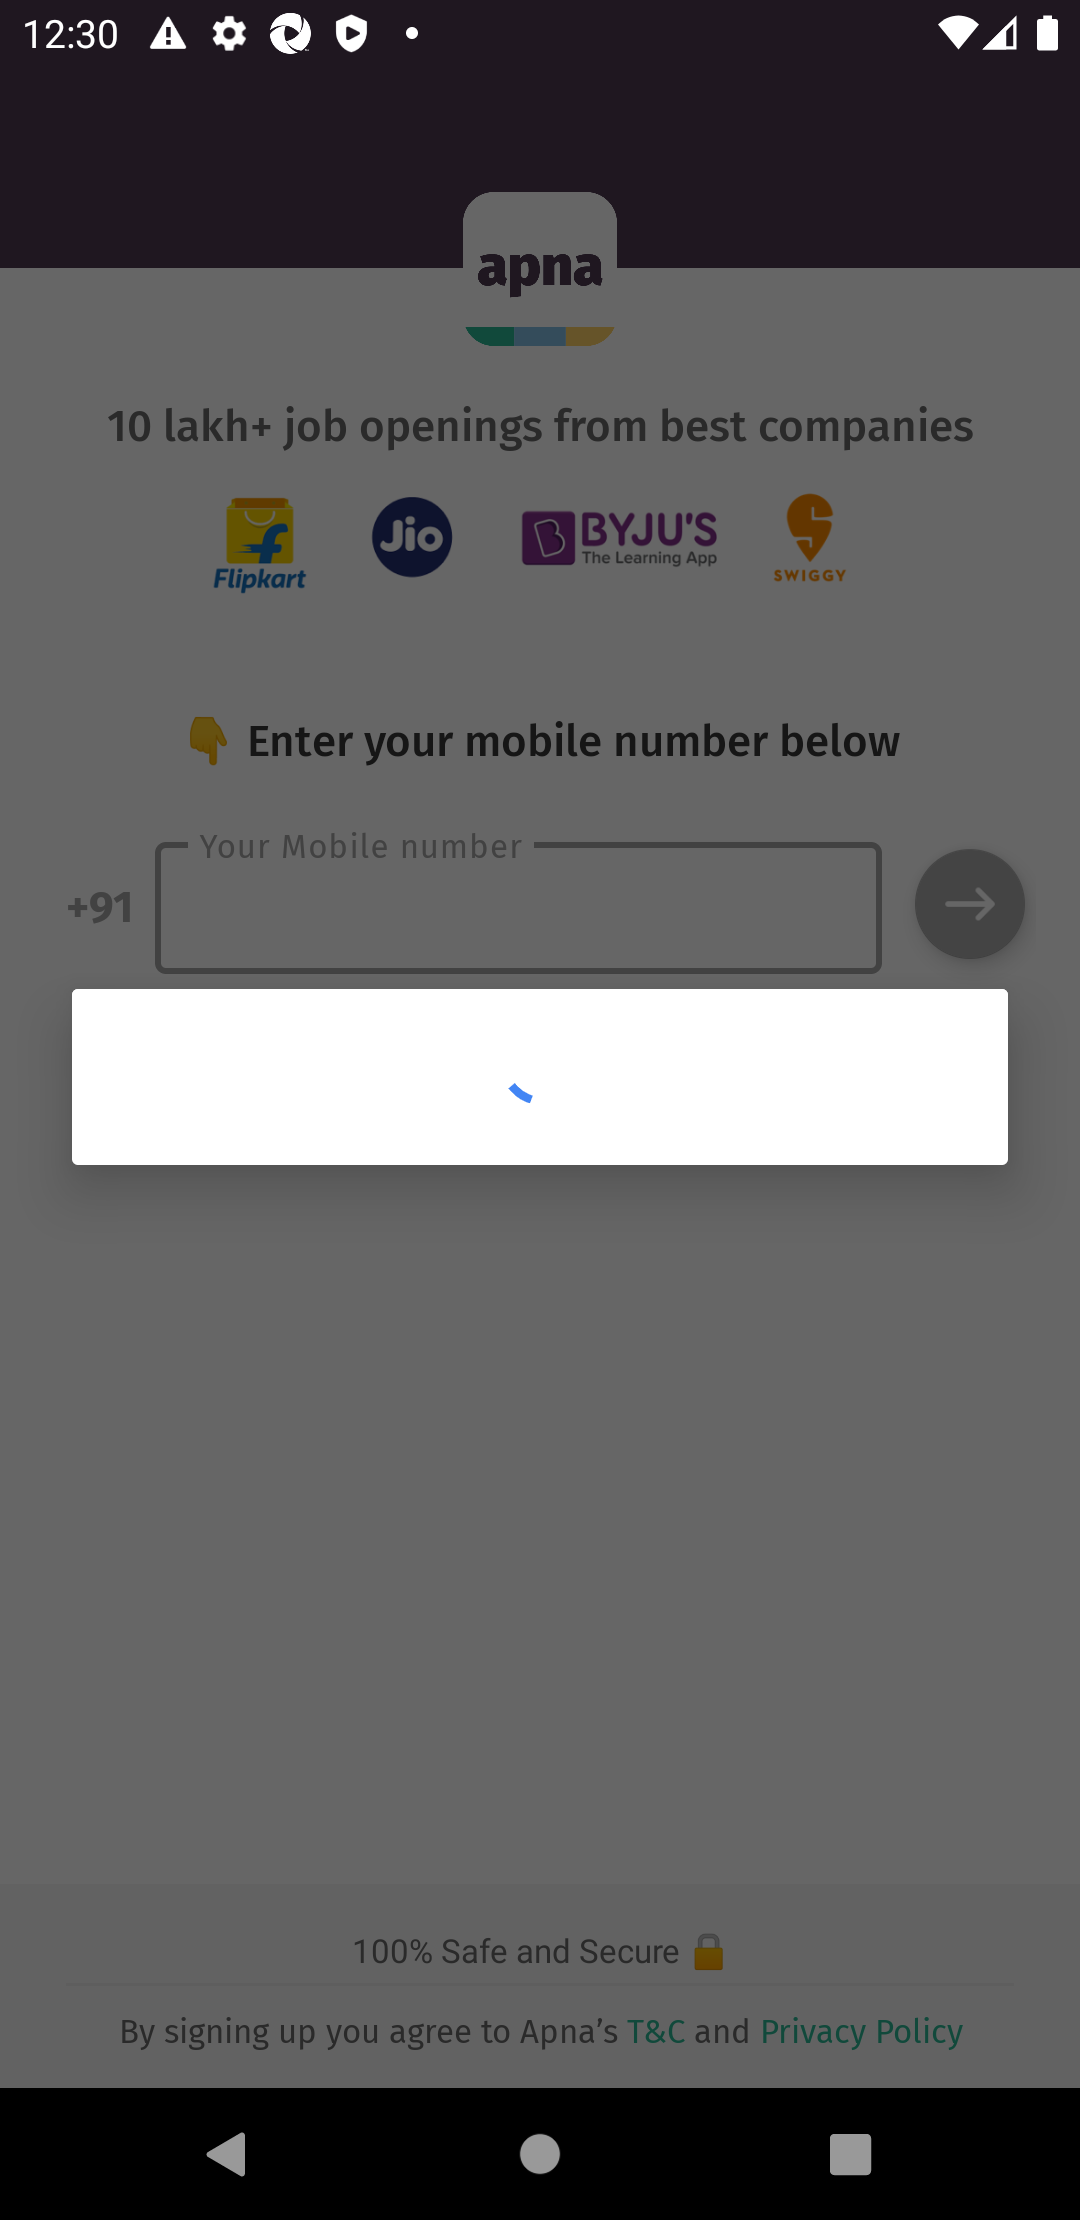 12:30
apna
10 lakh+ job openings from best companies
Flipkart
Jio
BYJU'S
The Learning App
SWIGGY
👇 Enter your mobile number below
Your Mobile number
+91
100% Safe and Secure 🔒
By signing up you agree to Apna’s T&C and Privacy Policy